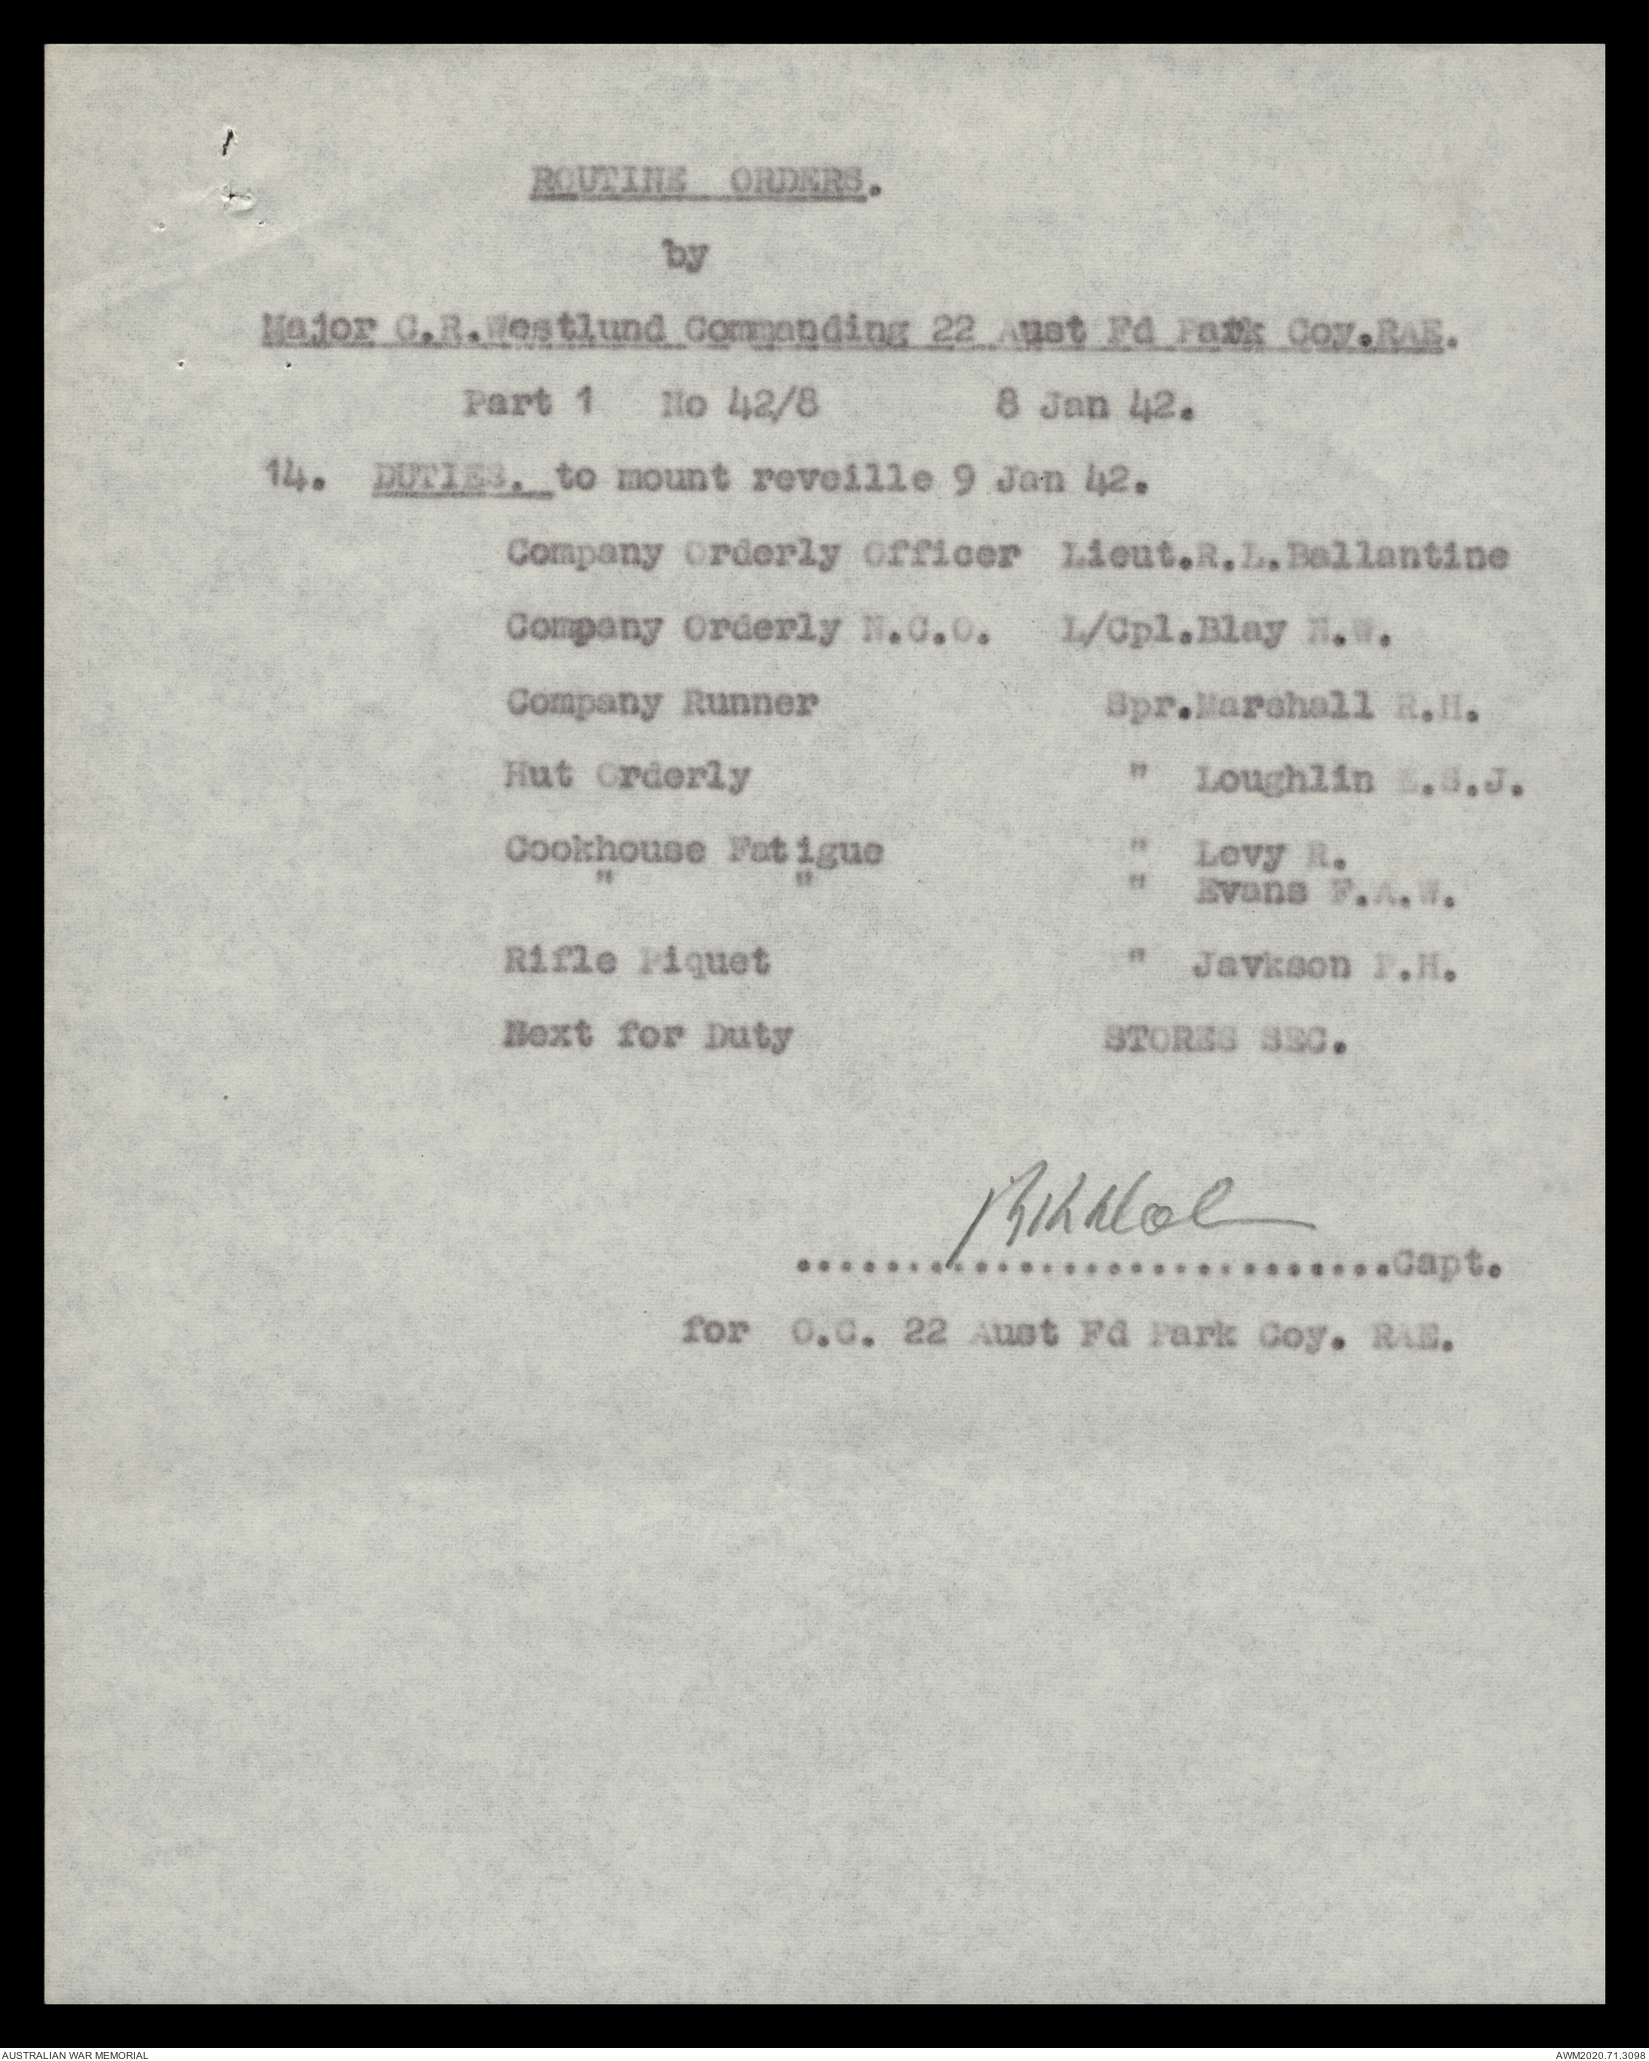 ROUTINE ORDERS.
by
Major C.R.Westlund Commanding 22 Aust Fd Park Coy.RAE.
Part 1 No 42/8 8 Jan 42.
14. DUTIES. to mount reveille 9 Jan 42.
Company Orderly Officer Lieut.R.L.Ballantine
Company Orderly N.C.O. L/Cpl.Blay N.W.
Company Runner Spr.Marshall R.H.
Hut Orderly " Loughlin E.S.J.
Cookhouse Fatigue " Levy R.
" " " Evans F.A.W.
Rifle Piquet " Javkson P.H.
Next for Duty STORES SEC.
...........................Capt.
for O.C. 22 Aust Fd Park Coy. RAE.
AUSTRALIAN WAR MEMORIAL AWM2020.71.3098